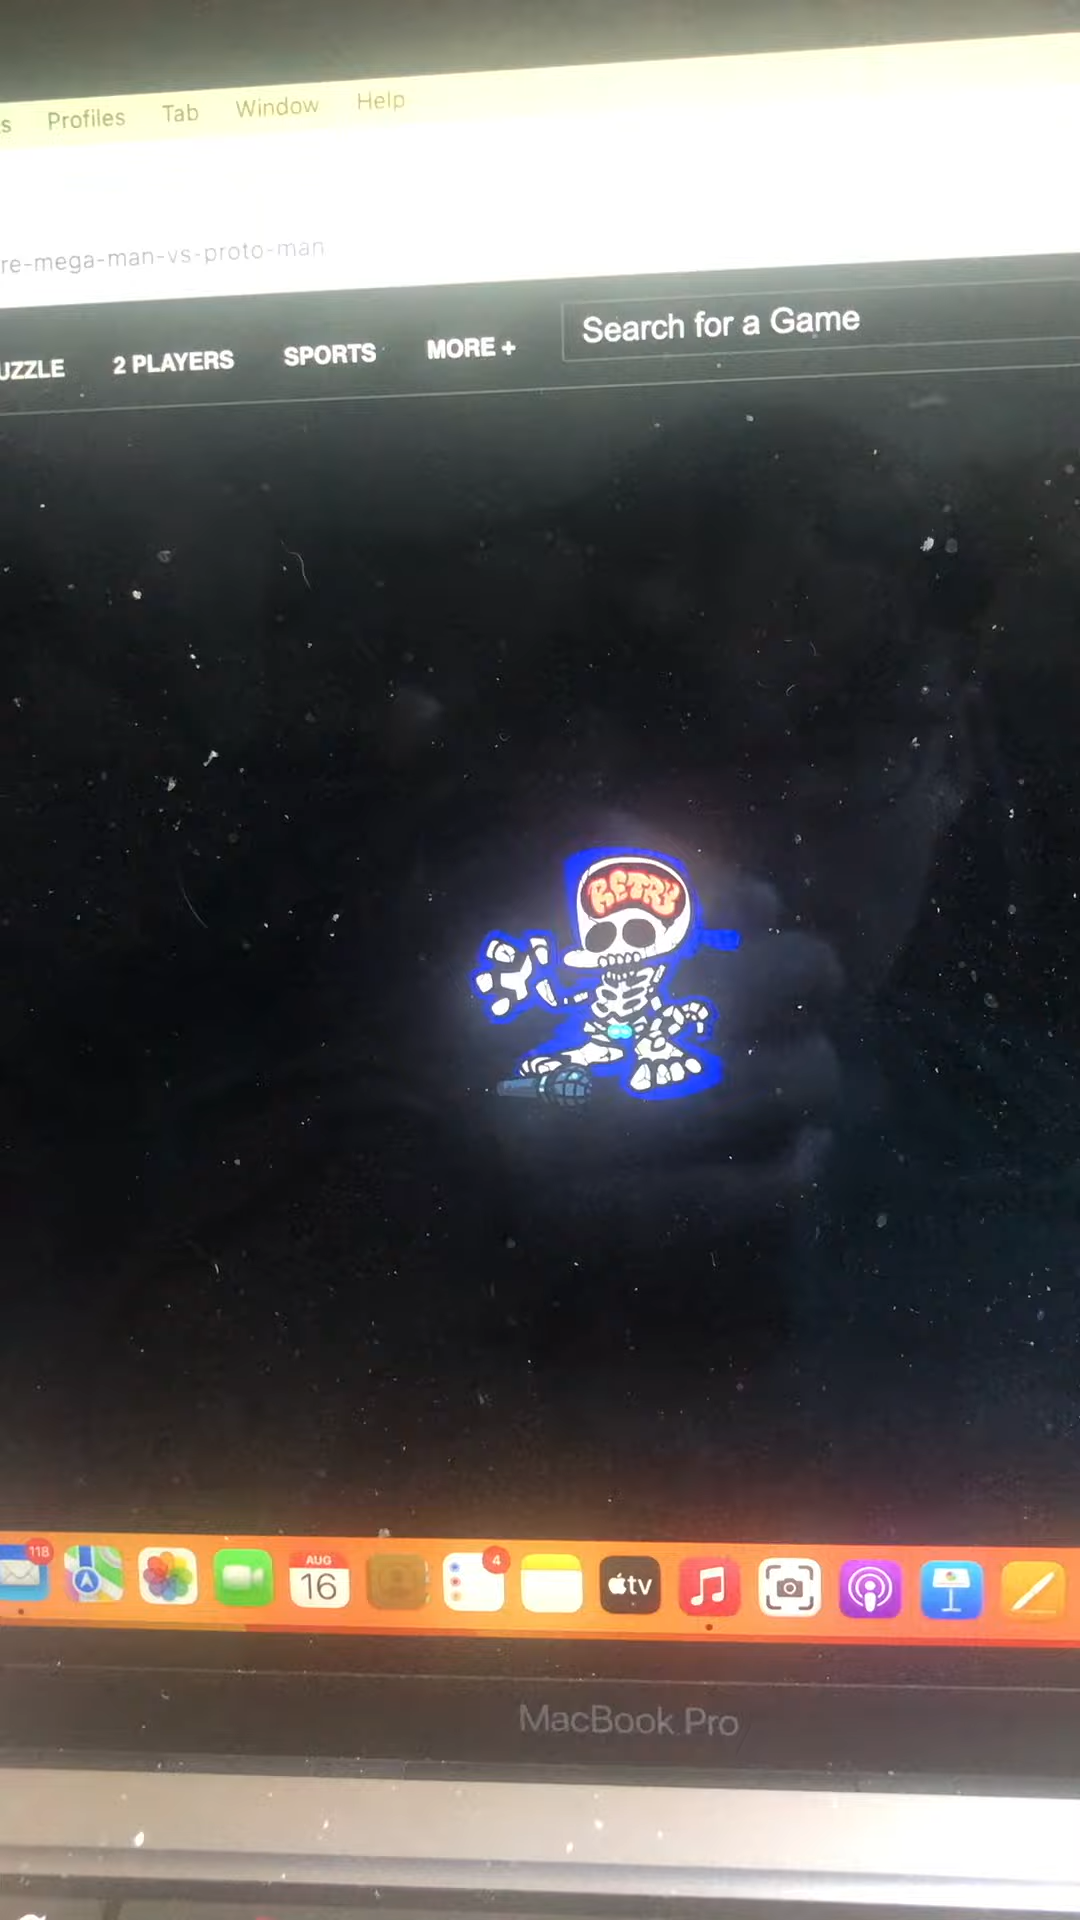 s Profiles Tab Window Help
re-mega-man-vs-proto-man
UZZLE 2 PLAYERS SPORTS MORE +
Search for a Game
RETRY
118
AUG
16
4
tv
MacBook Pro